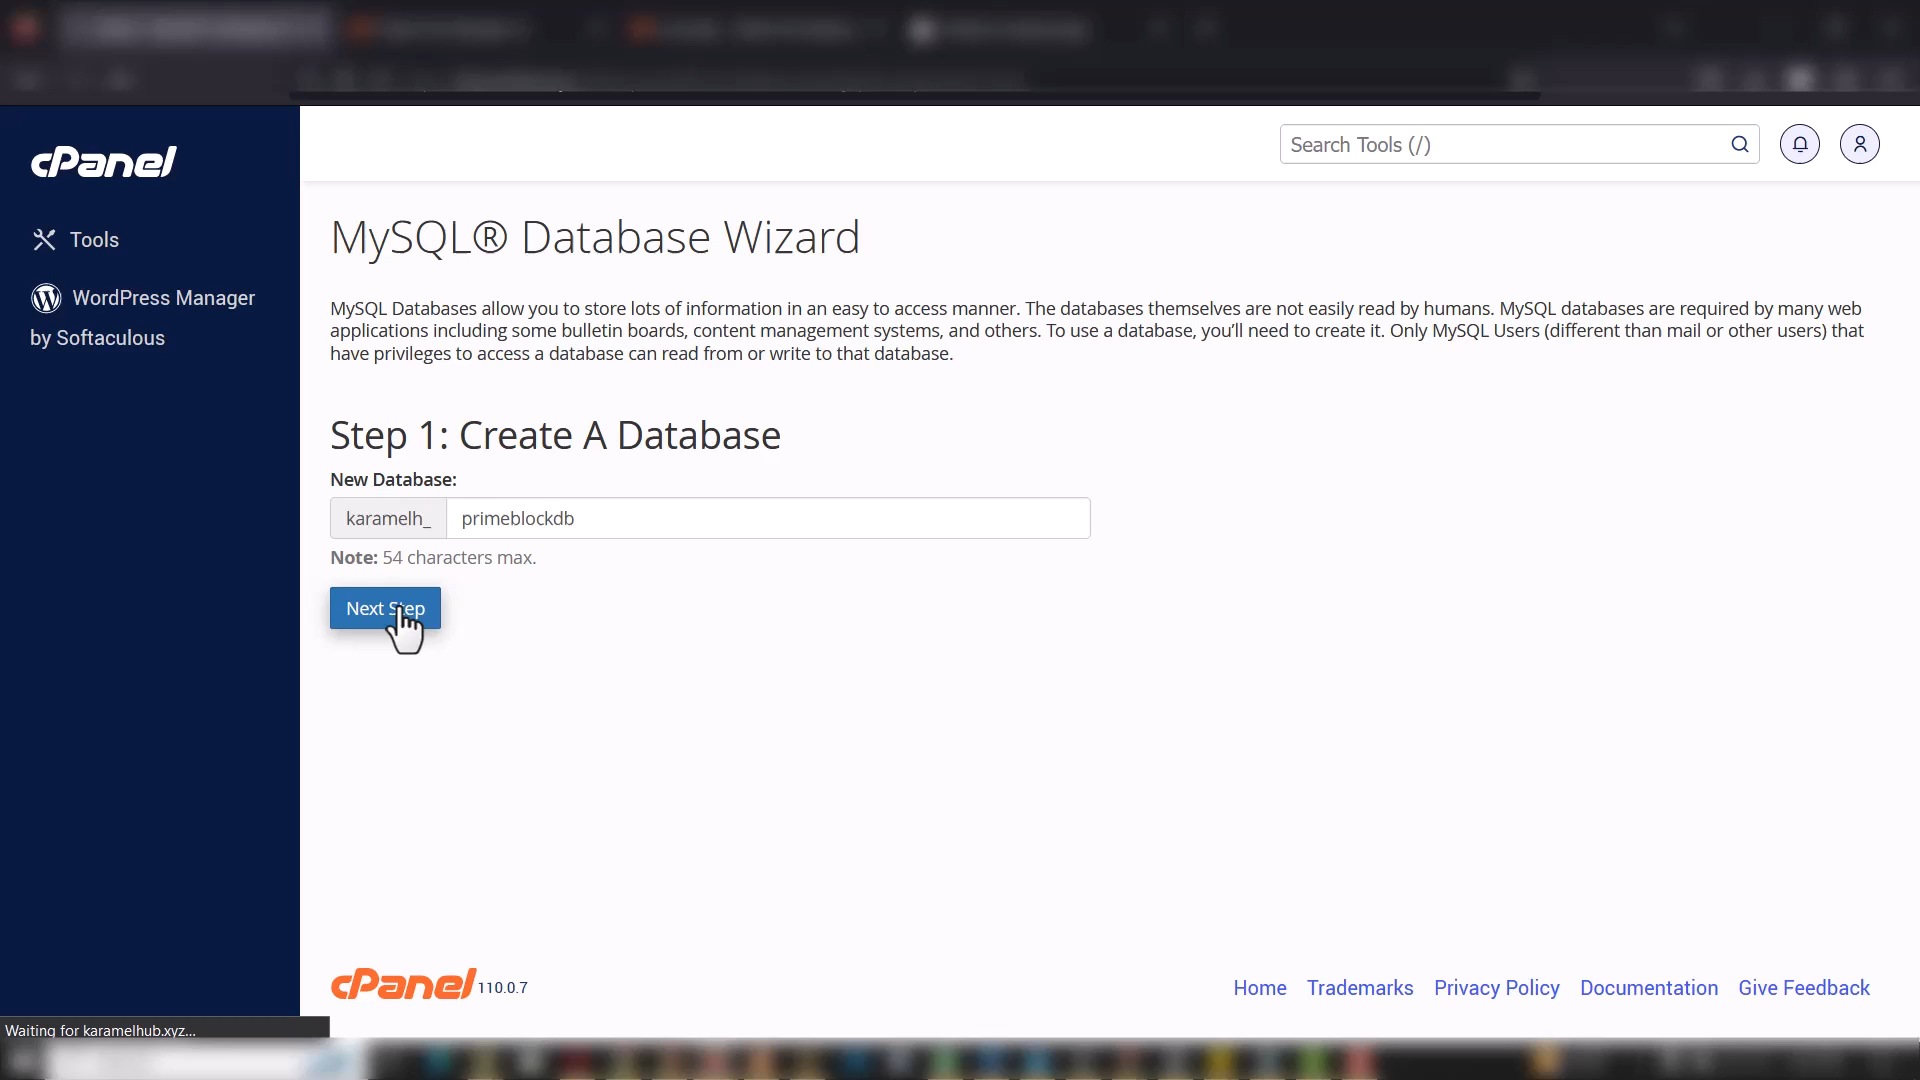 cPanel
Search Tools (/)
Tools
WordPress Manager
by Softaculous
MySQL® Database Wizard
MySQL Databases allow you to store lots of information in an easy to access manner. The databases themselves are not easily read by humans. MySQL databases are required by many web
applications including some bulletin boards, content management systems, and others. To use a database, you’ll need to create it. Only MySQL Users (different than mail or other users) that
have privileges to access a database can read from or write to that database.
Step 1: Create A Database
New Database:
karamelh_ primeblockdb
Note: 54 characters max.
Next Step
cPanel 110.0.7
Home Trademarks Privacy Policy Documentation Give Feedback
Waiting for karamelhub.xyz...